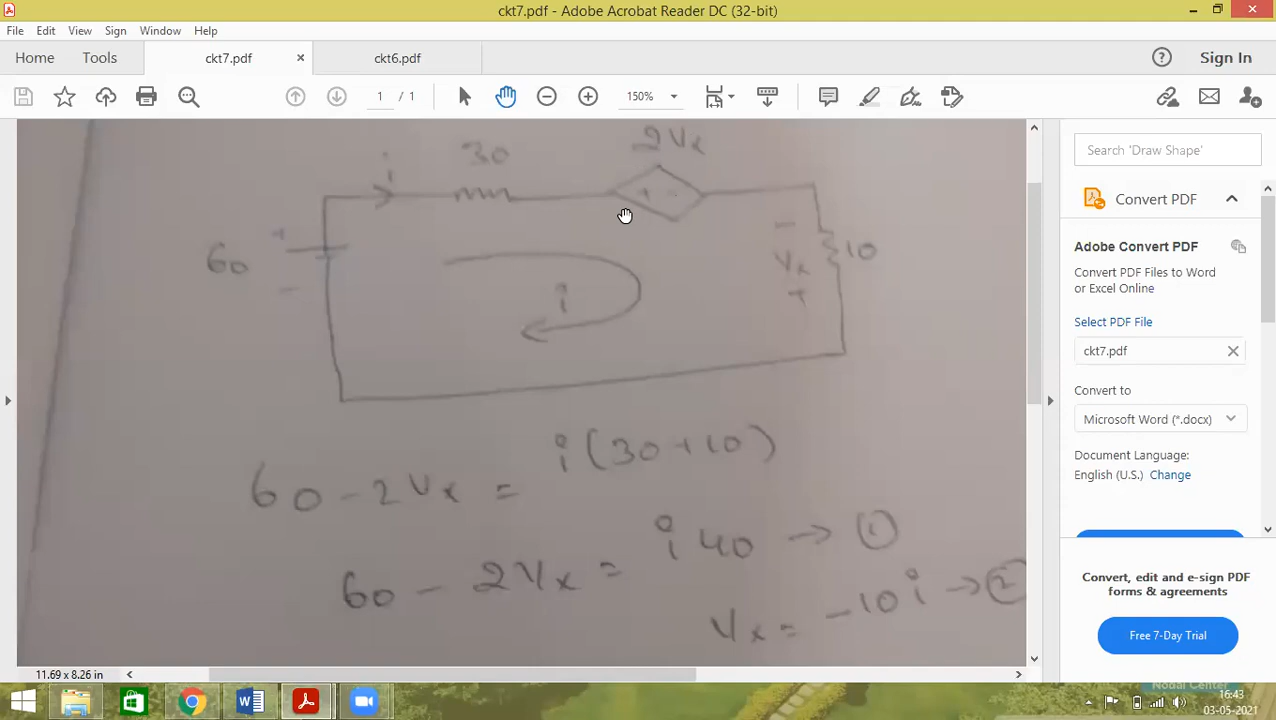 ckt7.pdf - Adobe Acrobat Reader DC (32-bit)
File Edit View Sign Window Help
Home Tools ckt7.pdf × ckt6.pdf Sign In
1 / 1 150%
Search 'Draw Shape'
Convert PDF
Adobe Convert PDF
Convert PDF Files to Word
or Excel Online
Select PDF File
ckt7.pdf
Convert to
Microsoft Word (*.docx)
Document Language:
English (U.S.) Change
Convert, edit and e-sign PDF
forms & agreements
Free 7-Day Trial
i 30 2Vx
+ -
+
60
-
-
Vx
+
10
i
60 - 2Vx = i(30+10)
60 - 2Vx = i40 → ①
Vx = -10i → ②
11.69 x 8.26 in
Nodal Center
16:43
03-05-2021